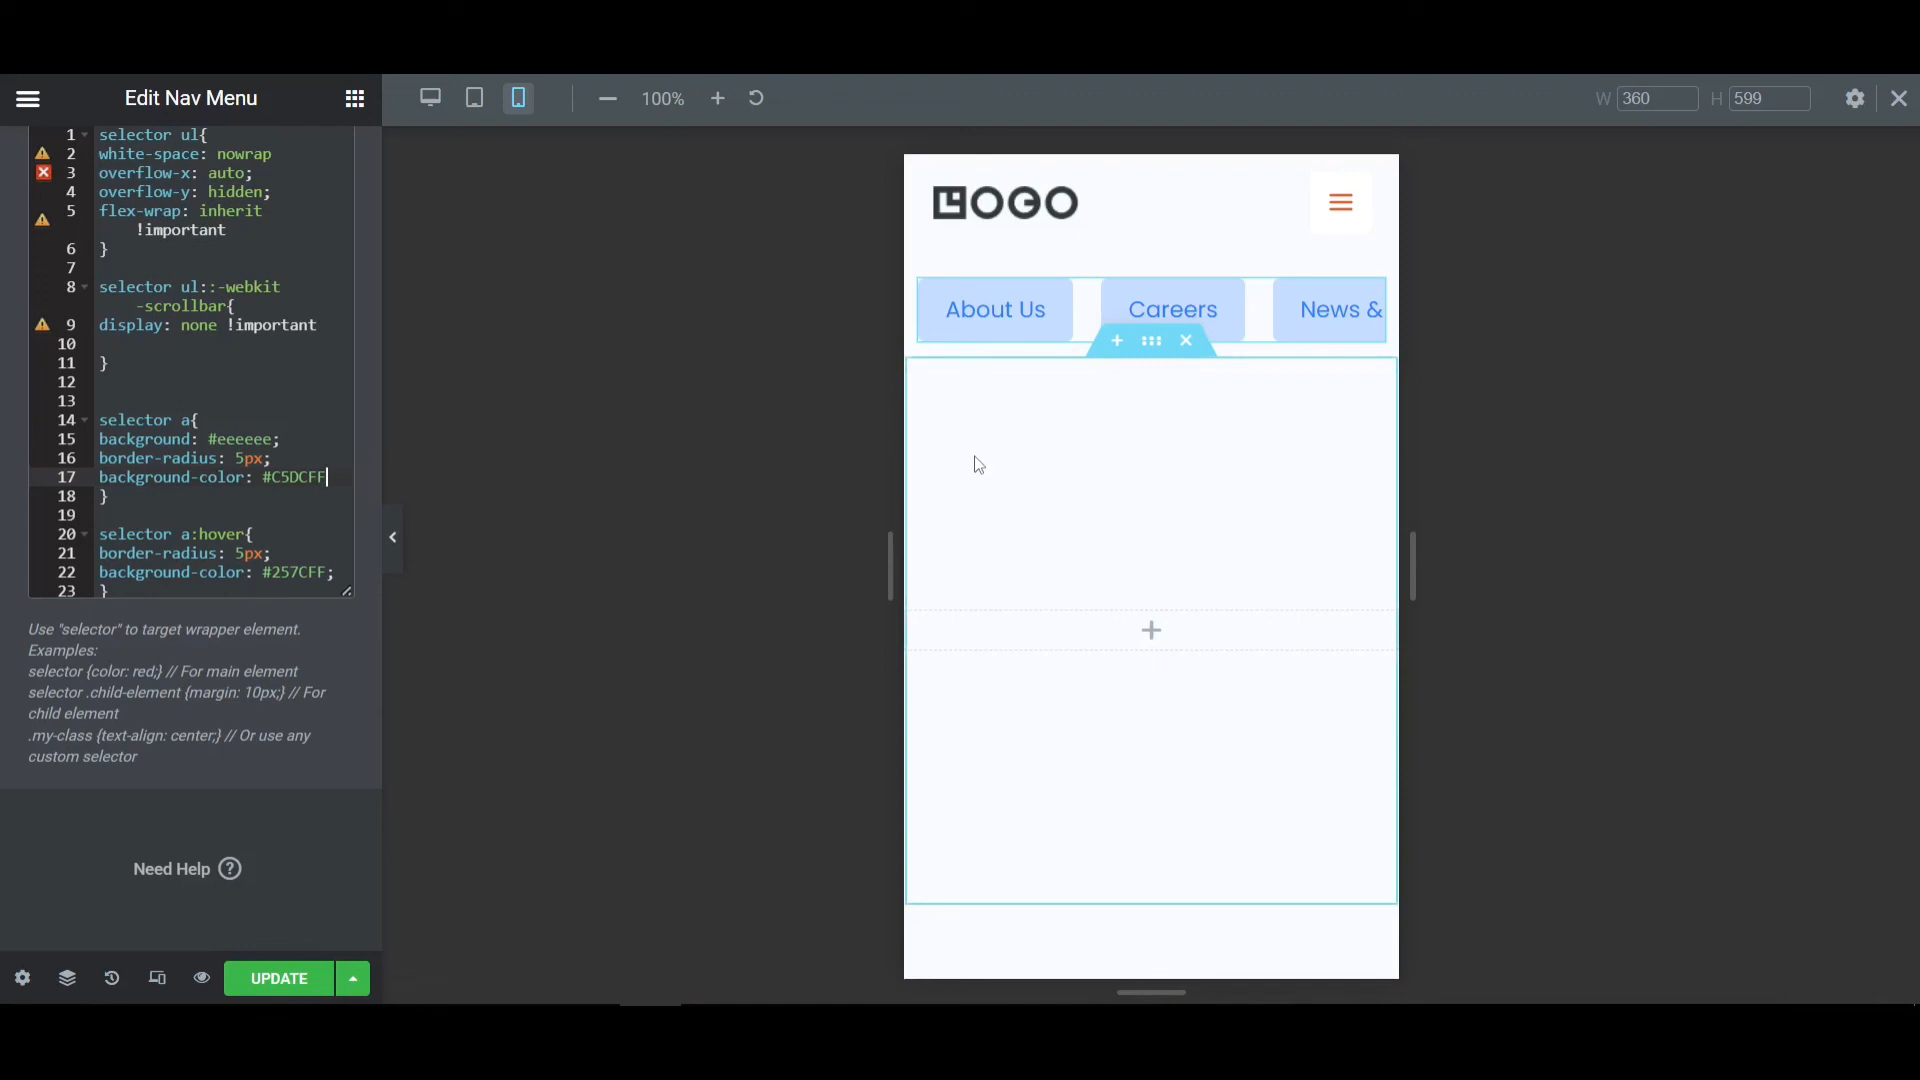 Edit Nav Menu
100%
W 360 H 599
1 selector ul{
2 white-space: nowrap
3 overflow-x: auto;
4 overflow-y: hidden;
5 flex-wrap: inherit
!important
6 }
7
8 selector ul::-webkit
-scrollbar{
9 display: none !important
10
11 }
12
13
14 selector a{
15 background: #eeeeee;
16 border-radius: 5px;
17 background-color: #C5DCFF
18 }
19
20 selector a:hover{
21 border-radius: 5px;
22 background-color: #257CFF;
23 }
Use "selector" to target wrapper element.
Examples:
selector {color: red;} // For main element
selector .child-element {margin: 10px;} // For
child element
.my-class {text-align: center;} // Or use any
custom selector
Need Help ?
UPDATE
LOGO
About Us Careers News &